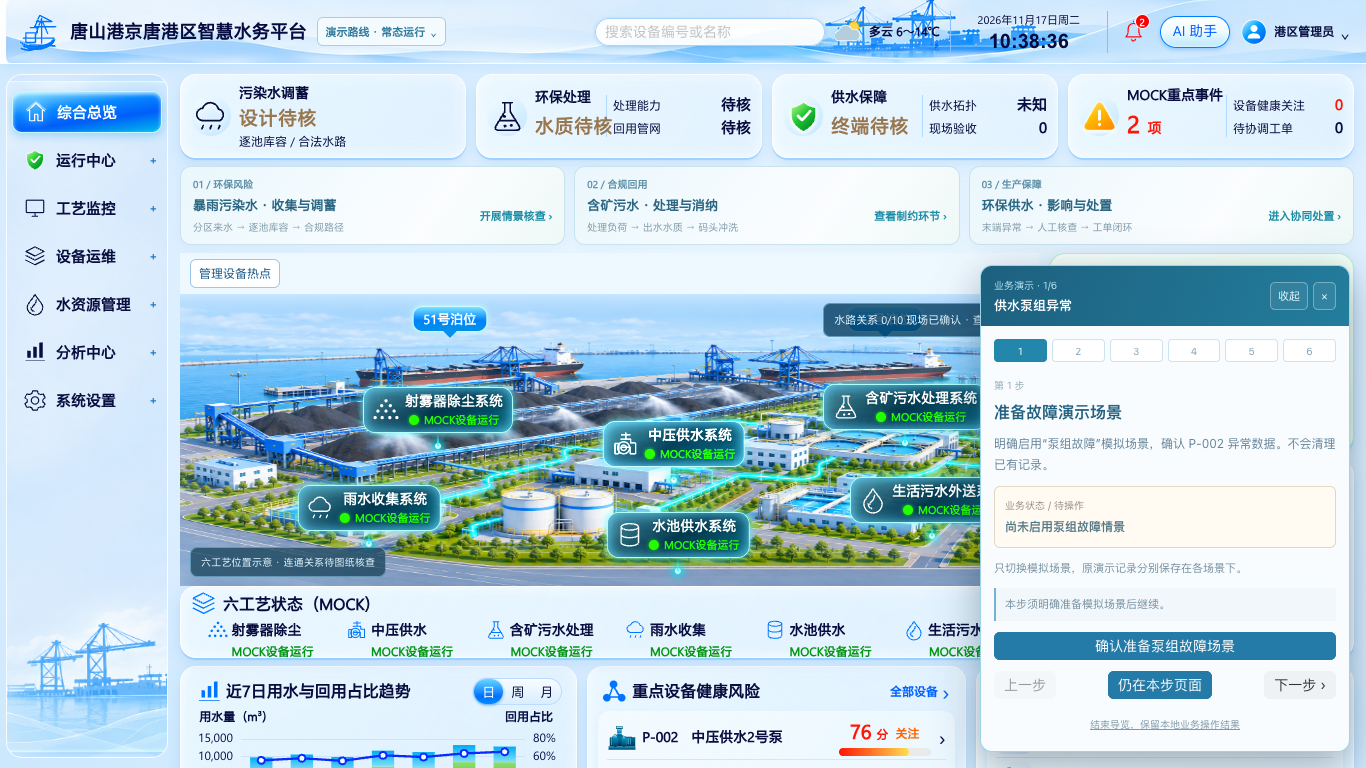 唐山港京唐港区智慧水务平台
演示路线 · 常态运行
搜索设备编号或名称
多云 6～14℃
2026年11月17日周二
10:38:36
2
AI 助手
港区管理员
综合总览
运行中心 +
工艺监控 +
设备运维 +
水资源管理 +
分析中心 +
系统设置 +
污染水调蓄
设计待核
逐池库容 / 合法水路
环保处理
水质待核
处理能力 待核
回用管网 待核
供水保障
终端待核
供水拓扑 未知
现场验收 0
MOCK重点事件
2 项
设备健康关注 0
待协调工单 0
01 / 环保风险
暴雨污染水 · 收集与调蓄
分区来水 → 逐池库容 → 合规路径
开展情景核查 ›
02 / 合规回用
含矿污水 · 处理与消纳
处理负荷 → 出水水质 → 码头冲洗
查看制约环节 ›
03 / 生产保障
环保供水 · 影响与处置
末端异常 → 人工核查 → 工单闭环
进入协同处置 ›
管理设备热点
51号泊位
水路关系 0/10 现场已确认 ·
射雾器除尘系统
MOCK设备运行
含矿污水处理系统
MOCK设备运行
中压供水系统
MOCK设备运行
雨水收集系统
MOCK设备运行
生活污水外送
MOCK设备运行
水池供水系统
MOCK设备运行
六工艺位置示意 · 连通关系待图纸核查
六工艺状态（MOCK）
射雾器除尘
MOCK设备运行
中压供水
MOCK设备运行
含矿污水处理
MOCK设备运行
雨水收集
MOCK设备运行
水池供水
MOCK设备运行
生活污水
MOCK设
近7日用水与回用占比趋势
日 周 月
用水量（m³） 回用占比
15,000 80%
10,000 60%
重点设备健康风险
全部设备 ›
P-002 中压供水2号泵
76 分 关注 ›
业务演示 · 1/6
供水泵组异常
收起
×
1 2 3 4 5 6
第 1 步
准备故障演示场景
明确启用“泵组故障”模拟场景，确认 P-002 异常数据。不会清理
已有记录。
业务状态 / 待操作
尚未启用泵组故障情景
只切换模拟场景，原演示记录分别保存在各场景下。
本步须明确准备模拟场景后继续。
确认准备泵组故障场景
上一步
仍在本步页面
下一步 ›
结束导览，保留本地业务操作结果